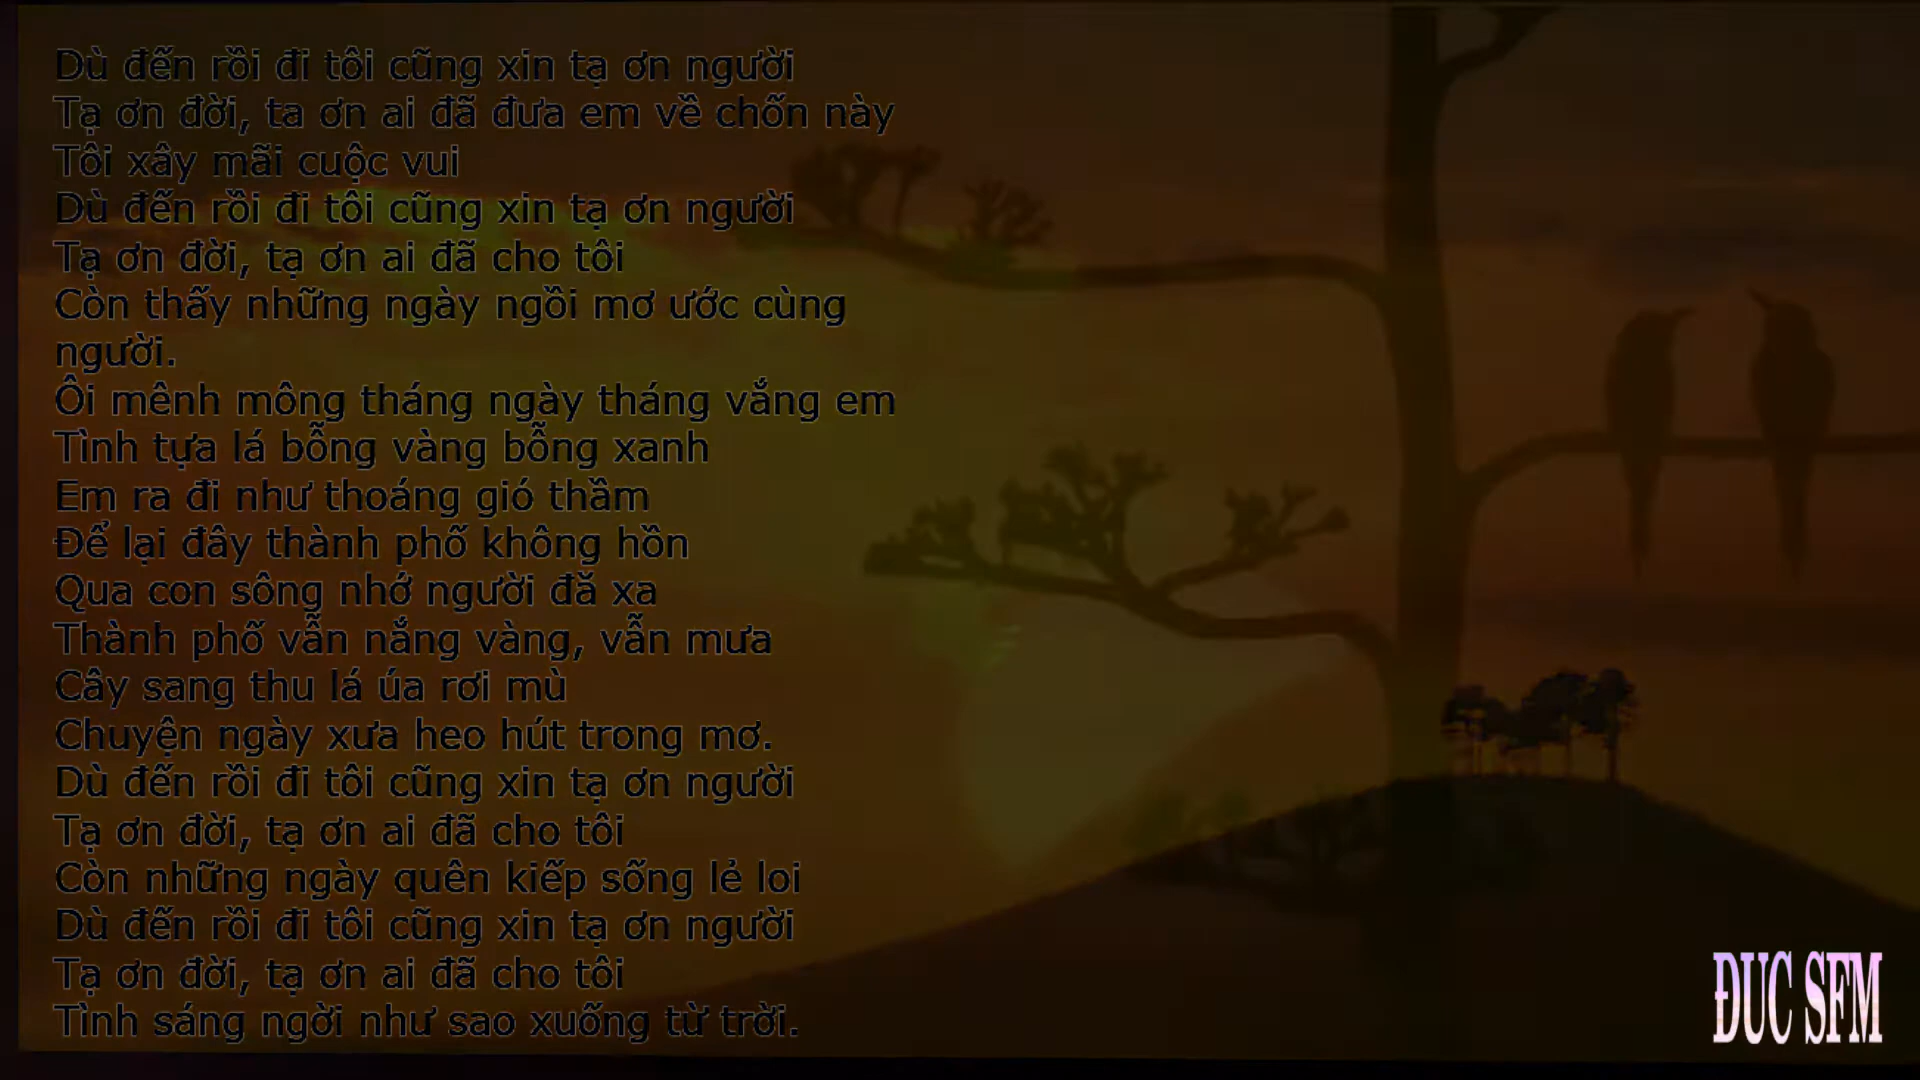 Dù đến rồi đi tôi cũng xin tạ ơn người
Tạ ơn đời, ta ơn ai đã đưa em về chốn này
Tôi xây mãi cuộc vui
Dù đến rồi đi tôi cũng xin tạ ơn người
Tạ ơn đời, tạ ơn ai đã cho tôi
Còn thấy những ngày ngồi mơ ước cùng
người.
Ôi mênh mông tháng ngày tháng vắng em
Tình tựa lá bỗng vàng bỗng xanh
Em ra đi như thoáng gió thầm
Để lại đây thành phố không hồn
Qua con sông nhớ người đă xa
Thành phố vẫn nắng vàng, vẫn mưa
Cây sang thu lá úa rơi mù
Chuyện ngày xưa heo hút trong mơ.
Dù đến rồi đi tôi cũng xin tạ ơn người
Tạ ơn đời, tạ ơn ai đã cho tôi
Còn những ngày quên kiếp sống lẻ loi
Dù đến rồi đi tôi cũng xin tạ ơn người
Tạ ơn đời, tạ ơn ai đã cho tôi
Tình sáng ngời như sao xuống từ trời.
ĐUC SFM